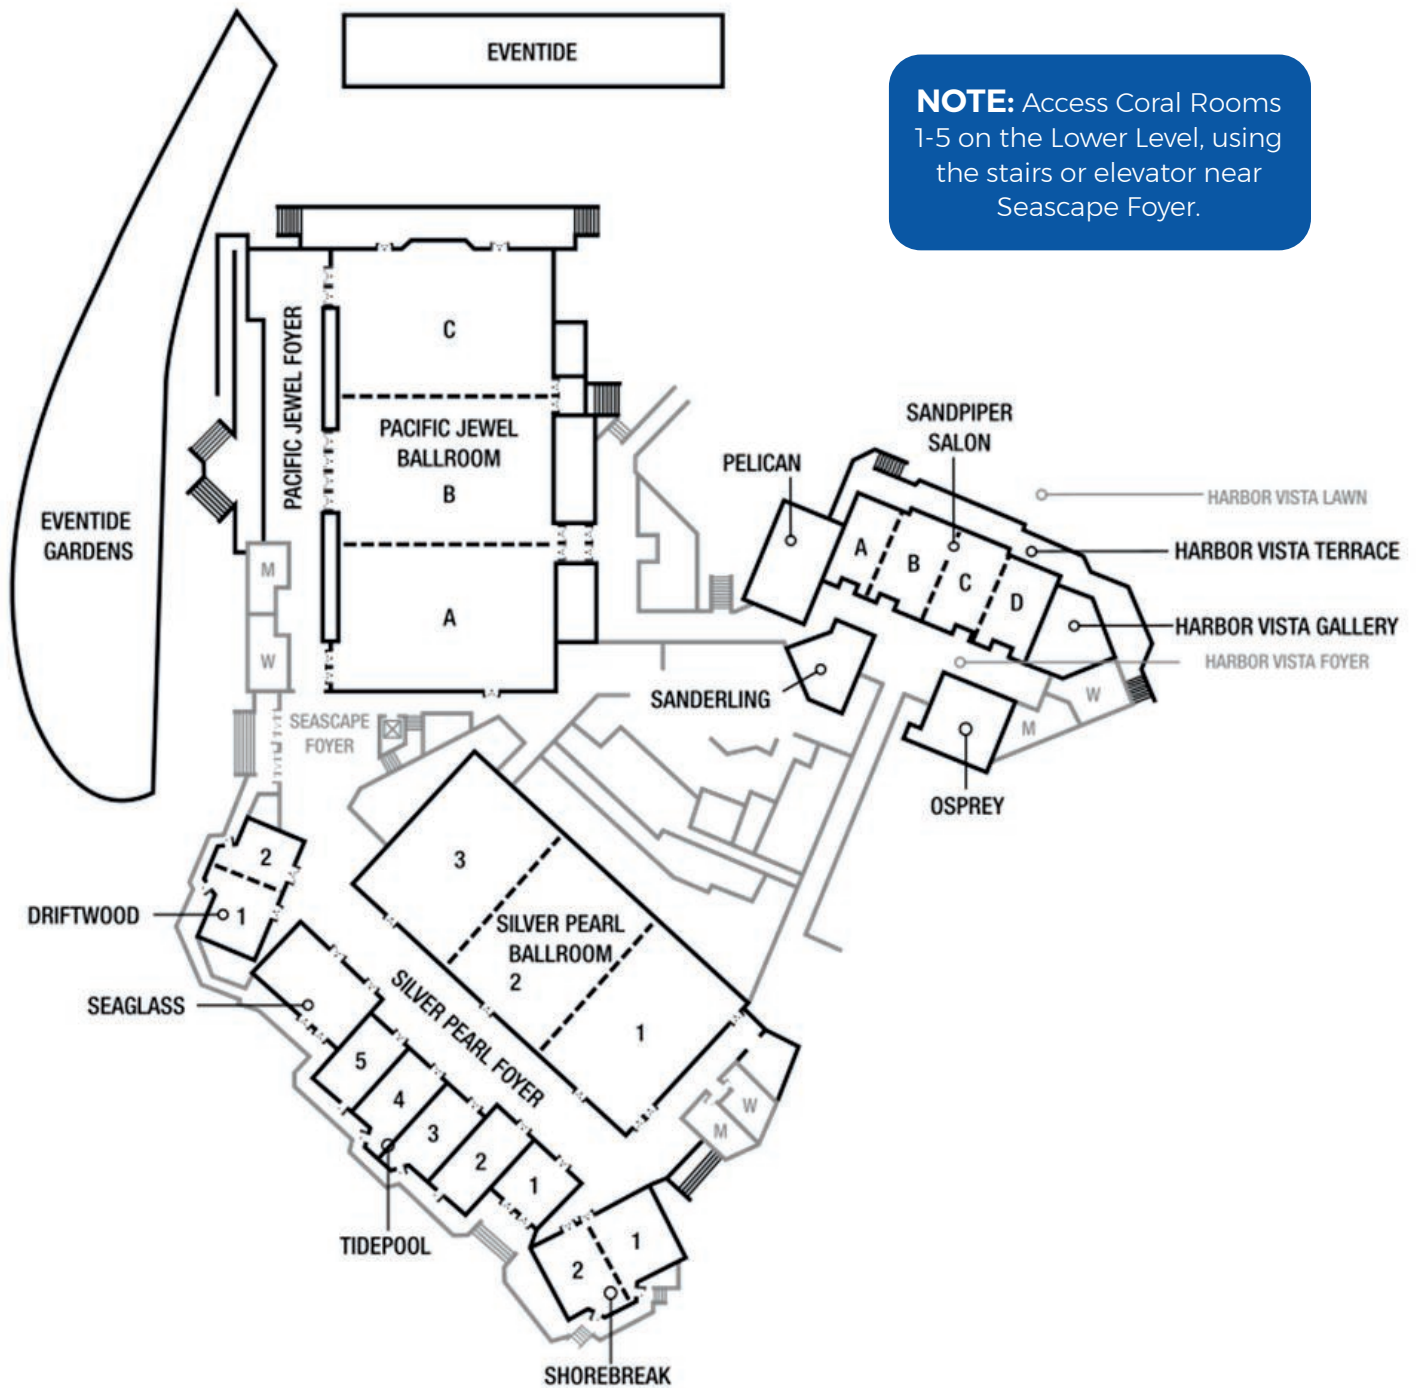 EVENTIDE
NOTE: Access Coral Rooms
1-5 on the Lower Level, using
the stairs or elevator near
Seascape Foyer.
PACIFIC JEWEL FOYER
C
PACIFIC JEWEL
BALLROOM
B
A
EVENTIDE
GARDENS
M
W
SANDPIPER
SALON
PELICAN
HARBOR VISTA LAWN
A
B
C
D
HARBOR VISTA TERRACE
HARBOR VISTA GALLERY
HARBOR VISTA FOYER
SANDERLING
W
M
OSPREY
SEASCAPE
FOYER
2
1
DRIFTWOOD
3
SILVER PEARL
BALLROOM
2
1
SEAGLASS
SILVER PEARL FOYER
5
4
3
2
1
W
M
TIDEPOOL
1
2
SHOREBREAK